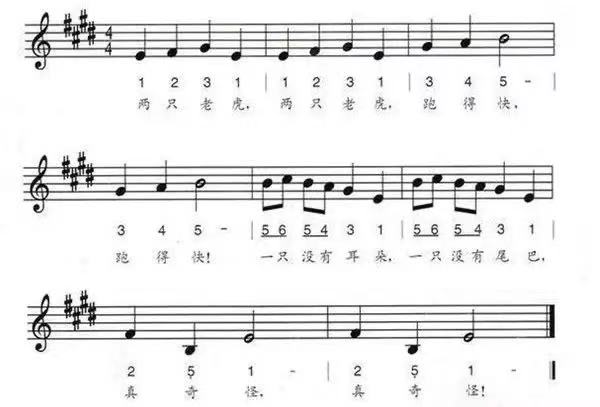 4 4
1 2 3 1 | 1 2 3 1 | 3 4 5 - |
两只老虎, 两只老虎, 跑得快,
3 4 5 - | 5 6 5 4 3 1 | 5 6 5 4 3 1 |
跑得快! 一只没有耳朵, 一只没有尾巴,
2 5̣ 1 - | 2 5̣ 1 -
真奇怪, 真奇怪!